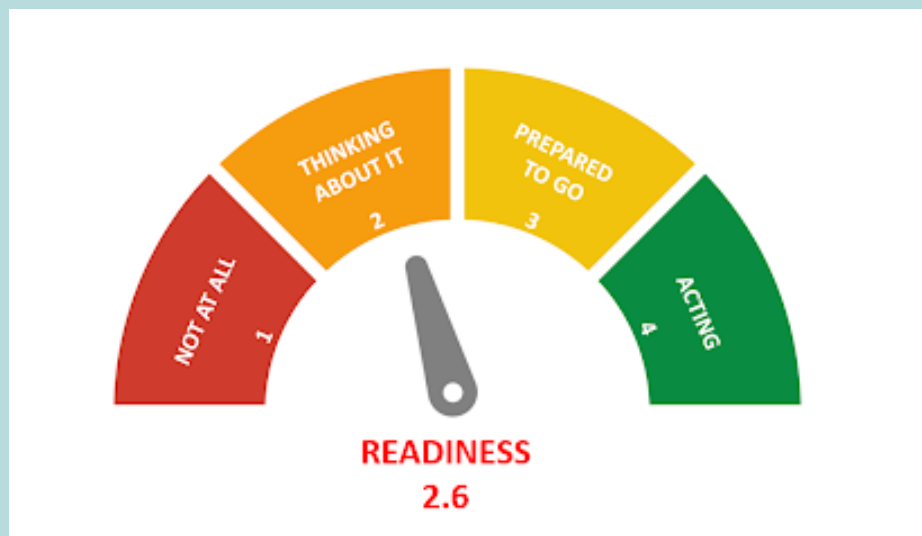 NOT AT ALL
1
THINKING
ABOUT IT
2
PREPARED
TO GO
3
ACTING
4
READINESS
2.6